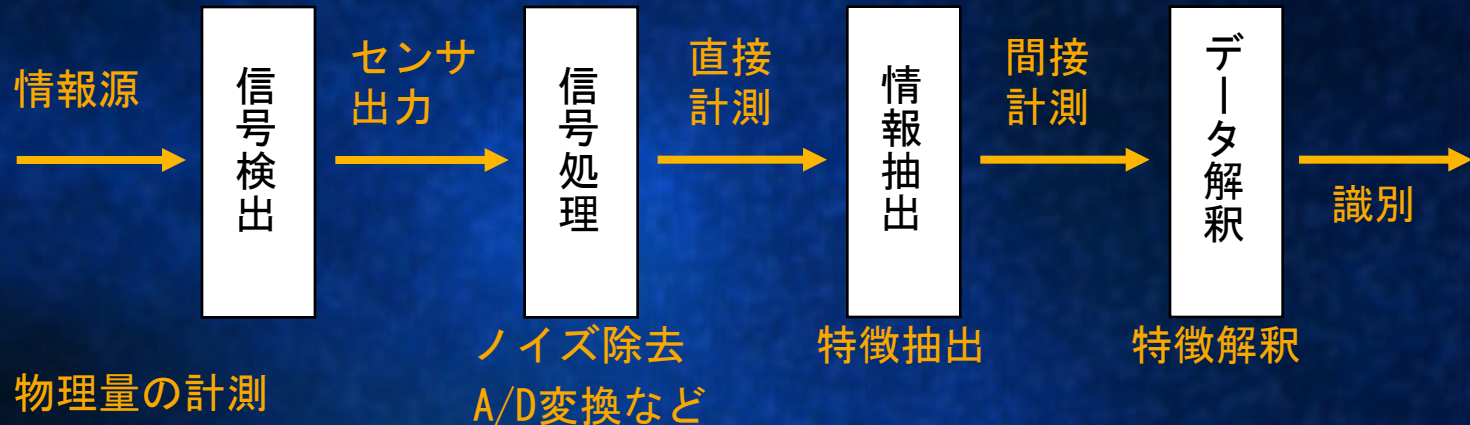 情報源
信号検出
センサ
出力
信号処理
直接
計測
情報抽出
間接
計測
データ解釈
識別
ノイズ除去
A/D変換など
特徴抽出
特徴解釈
物理量の計測